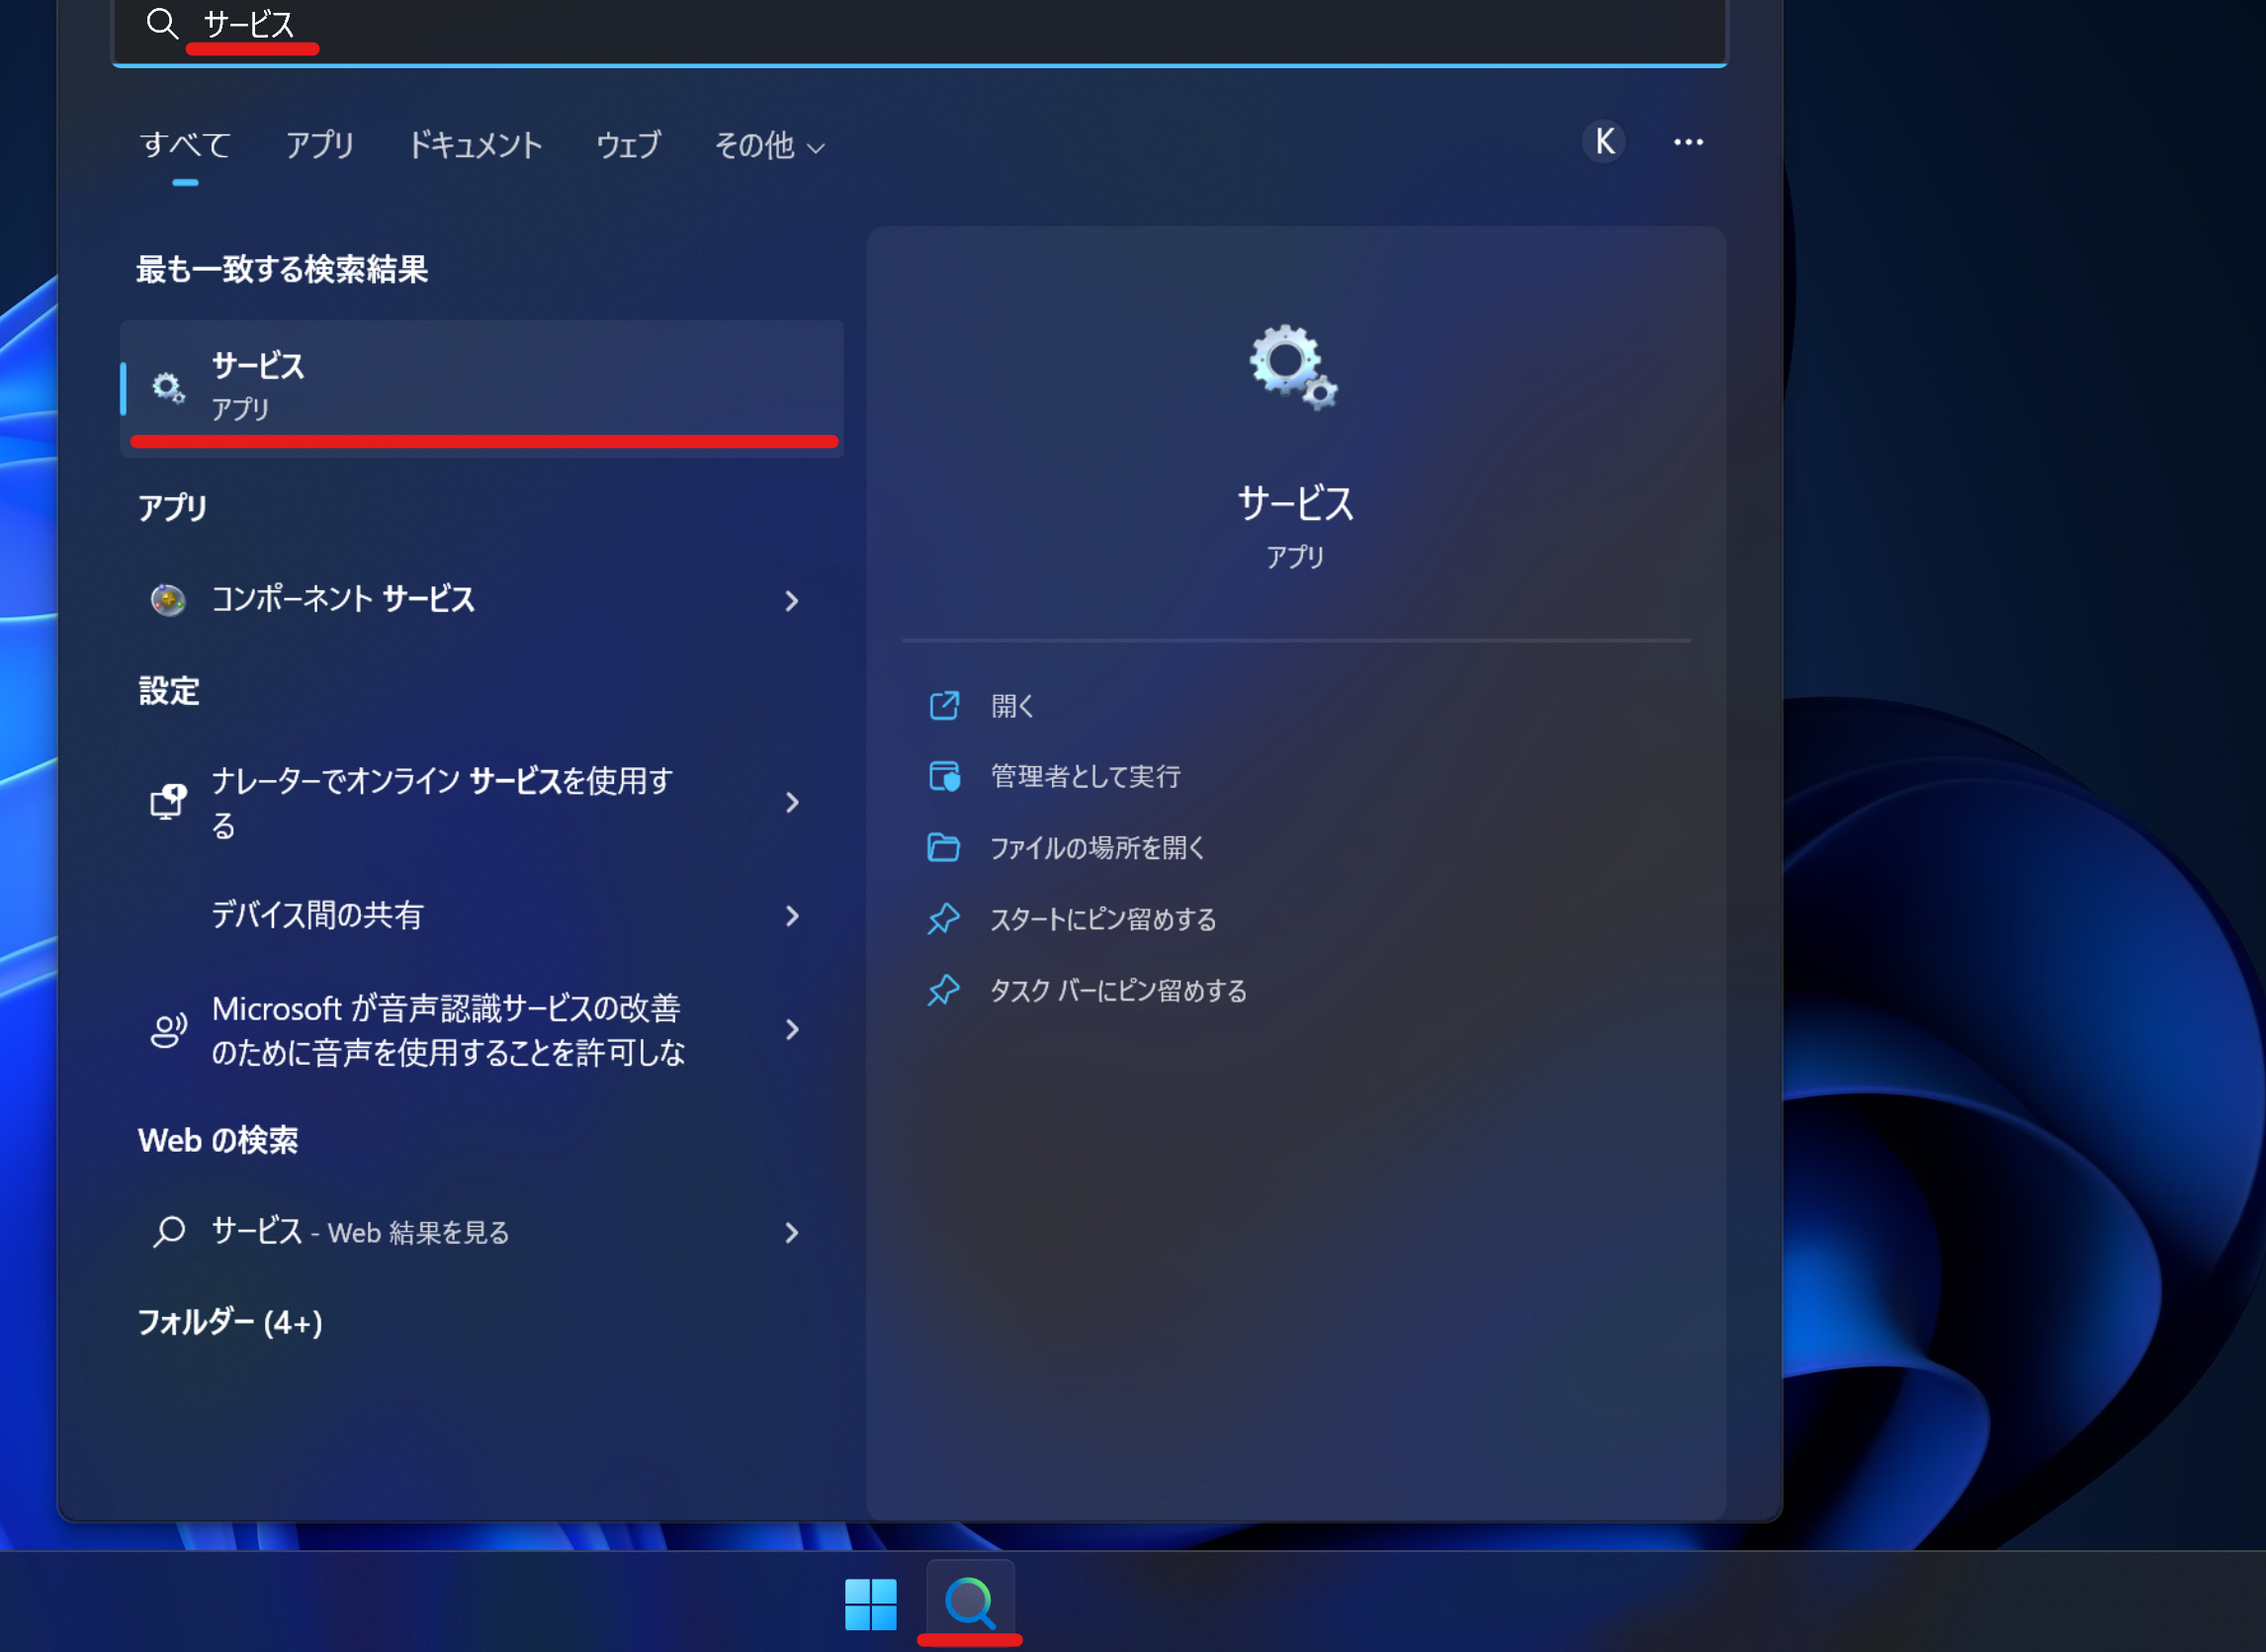 サービス
すべて アプリ ドキュメント ウェブ その他 K
最も一致する検索結果
サービス
アプリ
アプリ
コンポーネント サービス
設定
ナレーターでオンライン サービスを使用す
る
デバイス間の共有
Microsoft が音声認識サービスの改善
のために音声を使用することを許可しな
Web の検索
サービス - Web 結果を見る
フォルダー (4+)
サービス
アプリ
開く
管理者として実行
ファイルの場所を開く
スタートにピン留めする
タスク バーにピン留めする